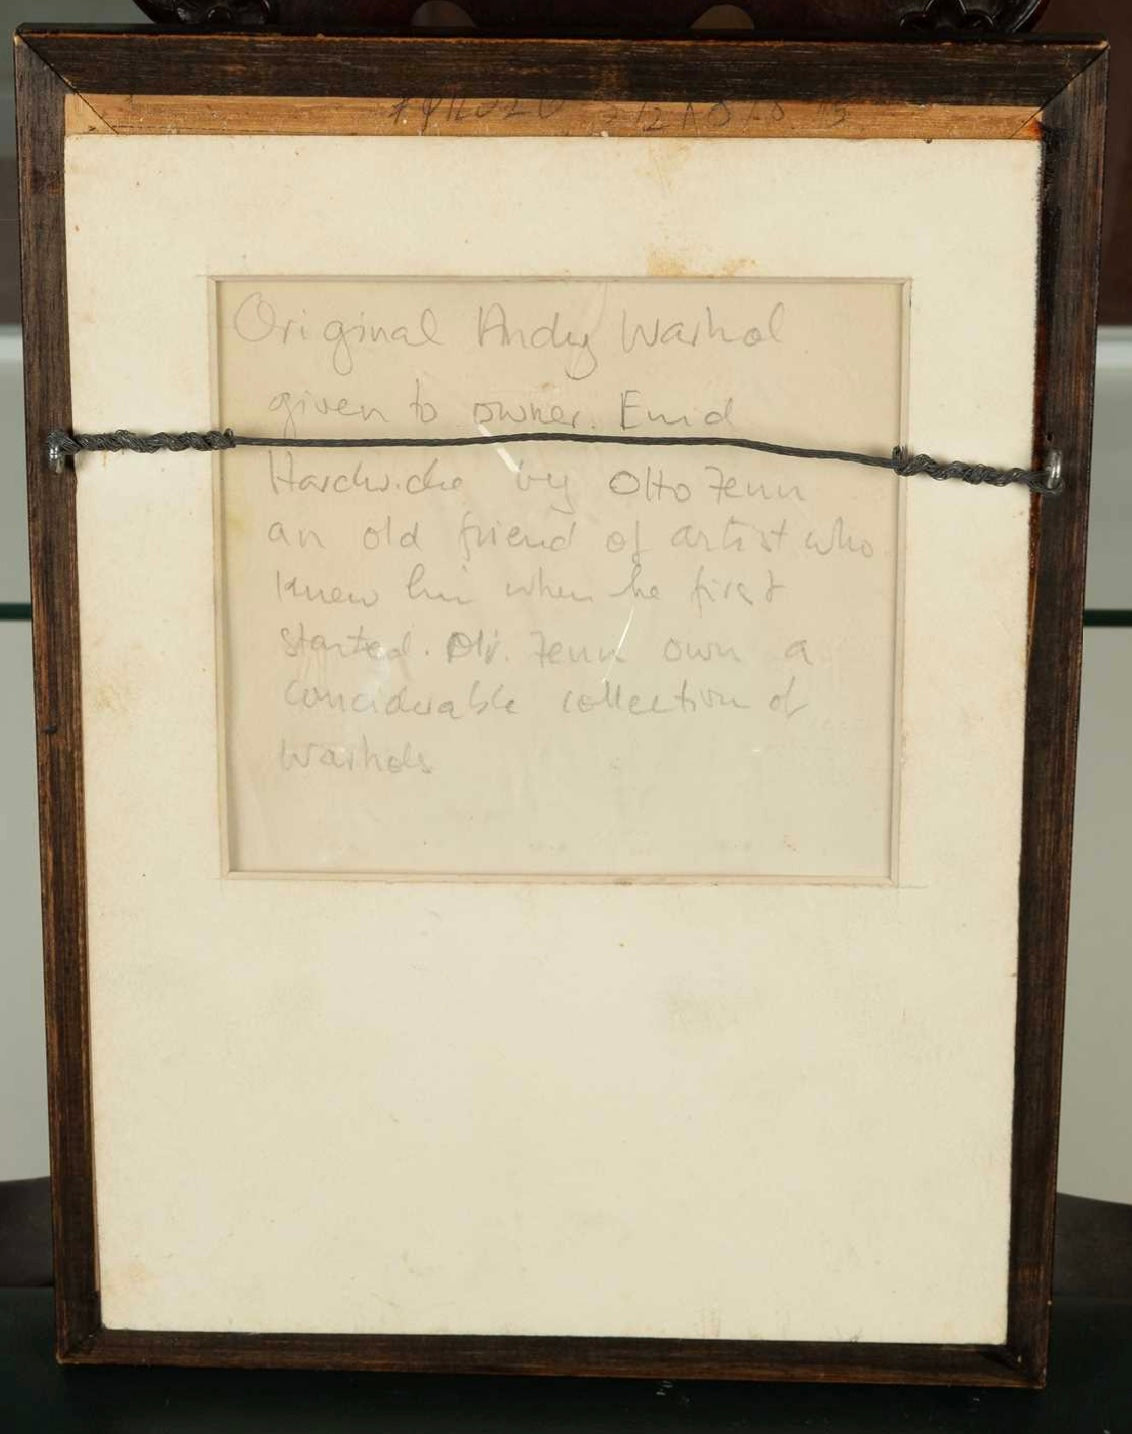 Original Andy Warhol
given to owner. Enid
Hardwicke by Otto Fenn
an old friend of artist who
knew him when he first
started. Mr. Fenn own a
conciderable collection of
Warhols